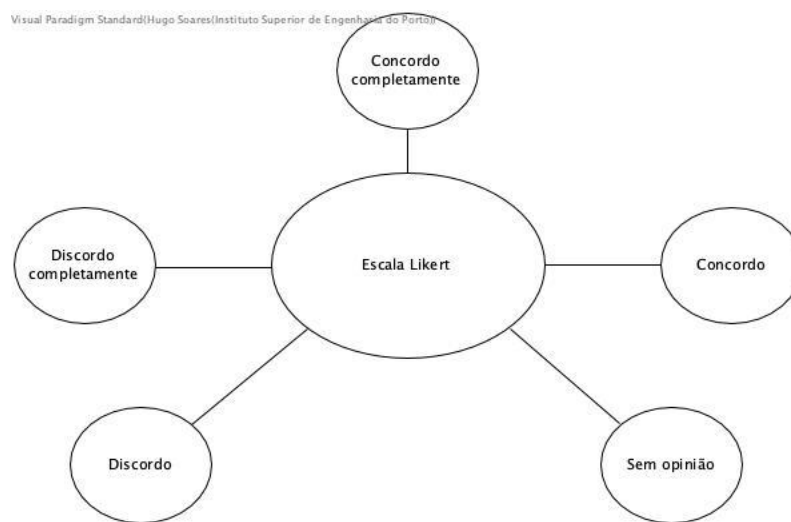 Visual Paradigm Standard(Hugo Soares(Instituto Superior de Engenharia do Porto))
Concordo
completamente
Discordo
completamente
Escala Likert
Concordo
Discordo
Sem opinião